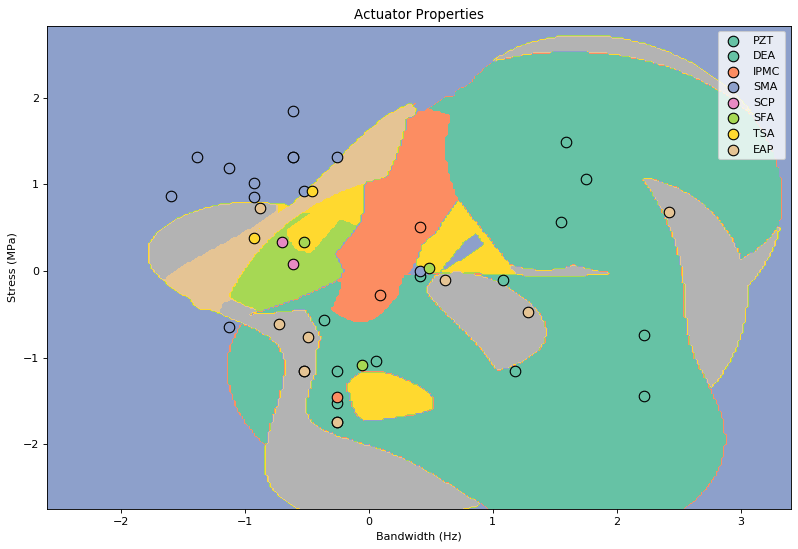 Actuator Properties
PZT
DEA
IPMC
SMA
SCP
SFA
TSA
EAP
Stress (MPa)
2
1
0
−1
−2
−2
−1
0
1
2
3
Bandwidth (Hz)